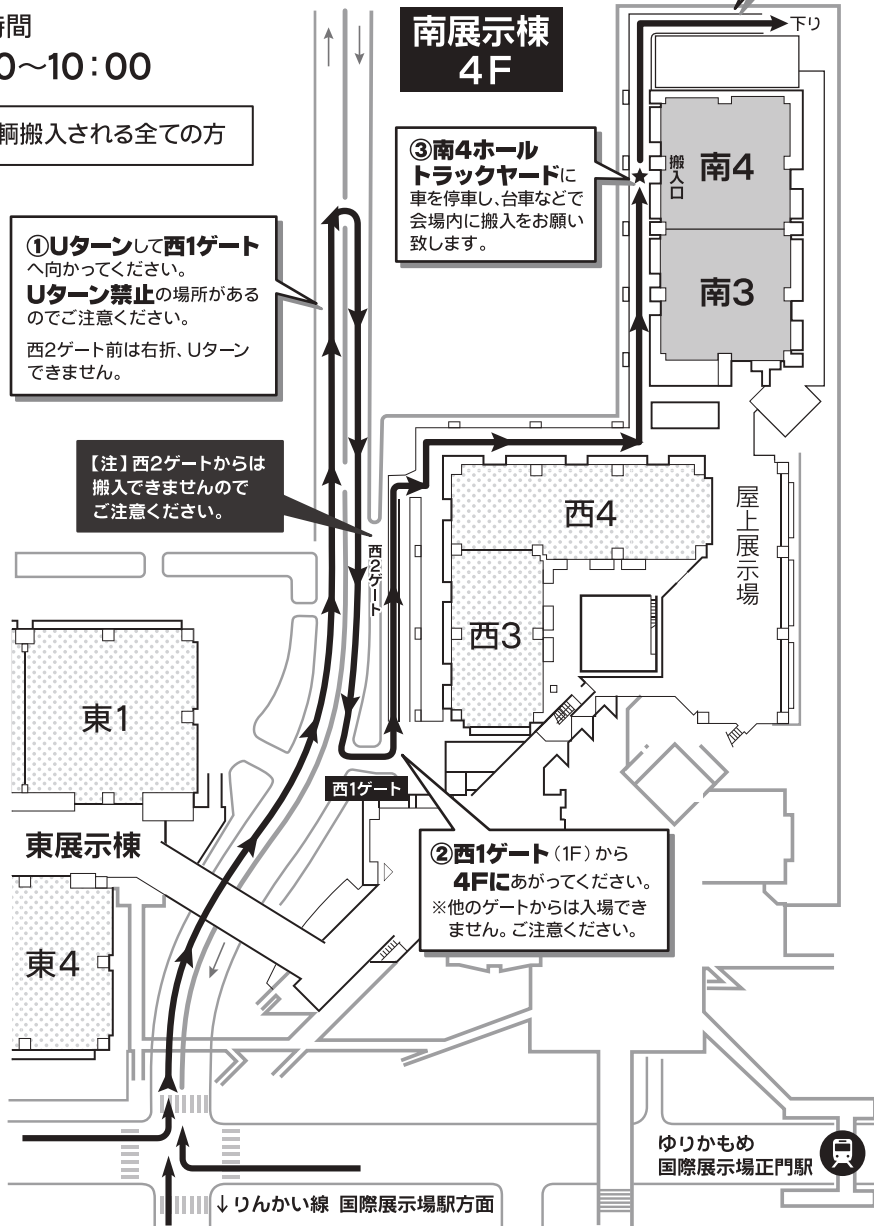 時間
0〜10：00
輌搬入される全ての方
南展示棟
4F
下り
③南4ホール
トラックヤードに
車を停車し、台車などで
会場内に搬入をお願い
致します。
★
搬入口
南4
南3
①Uターンして西1ゲート
へ向かってください。
Uターン禁止の場所がある
のでご注意ください。
西2ゲート前は右折、Uターン
できません。
【注】西2ゲートからは
搬入できませんので
ご注意ください。
西2ゲート
西4
西3
屋上展示場
東1
西1ゲート
東展示棟
②西1ゲート（1F）から
4Fにあがってください。
※他のゲートからは入場でき
ません。ご注意ください。
東4
ゆりかもめ
国際展示場正門駅
↓りんかい線 国際展示場駅方面